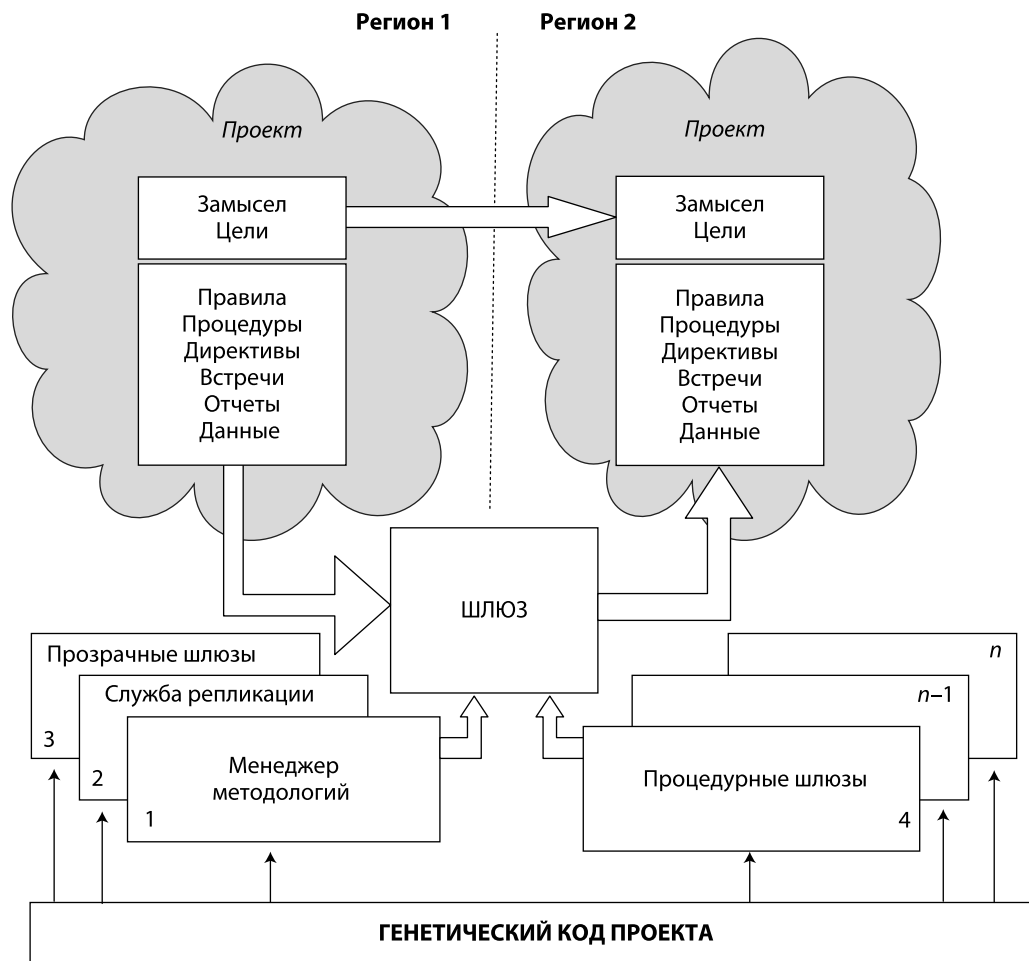 Регион 1
Регион 2
Проект
Проект
Замысел
Цели
Замысел
Цели
Правила
Процедуры
Директивы
Встречи
Отчеты
Данные
Правила
Процедуры
Директивы
Встречи
Отчеты
Данные
ШЛЮЗ
Прозрачные шлюзы
3
Служба репликации
2
Менеджер
методологий
1
n
n–1
Процедурные шлюзы
4
ГЕНЕТИЧЕСКИЙ КОД ПРОЕКТА